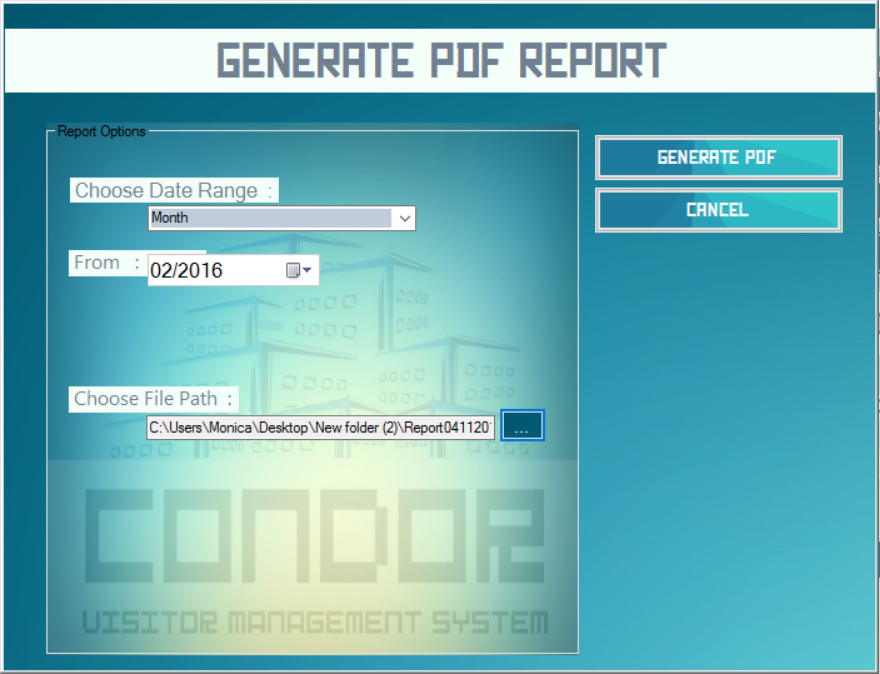 GENERATE PDF REPORT
Report Options
Choose Date Range :
Month
From :
02/2016
Choose File Path :
C:\Users\Monica\Desktop\New folder (2)\Report041120
...
GENERATE PDF
CANCEL
CONDOR
VISITOR MANAGEMENT SYSTEM